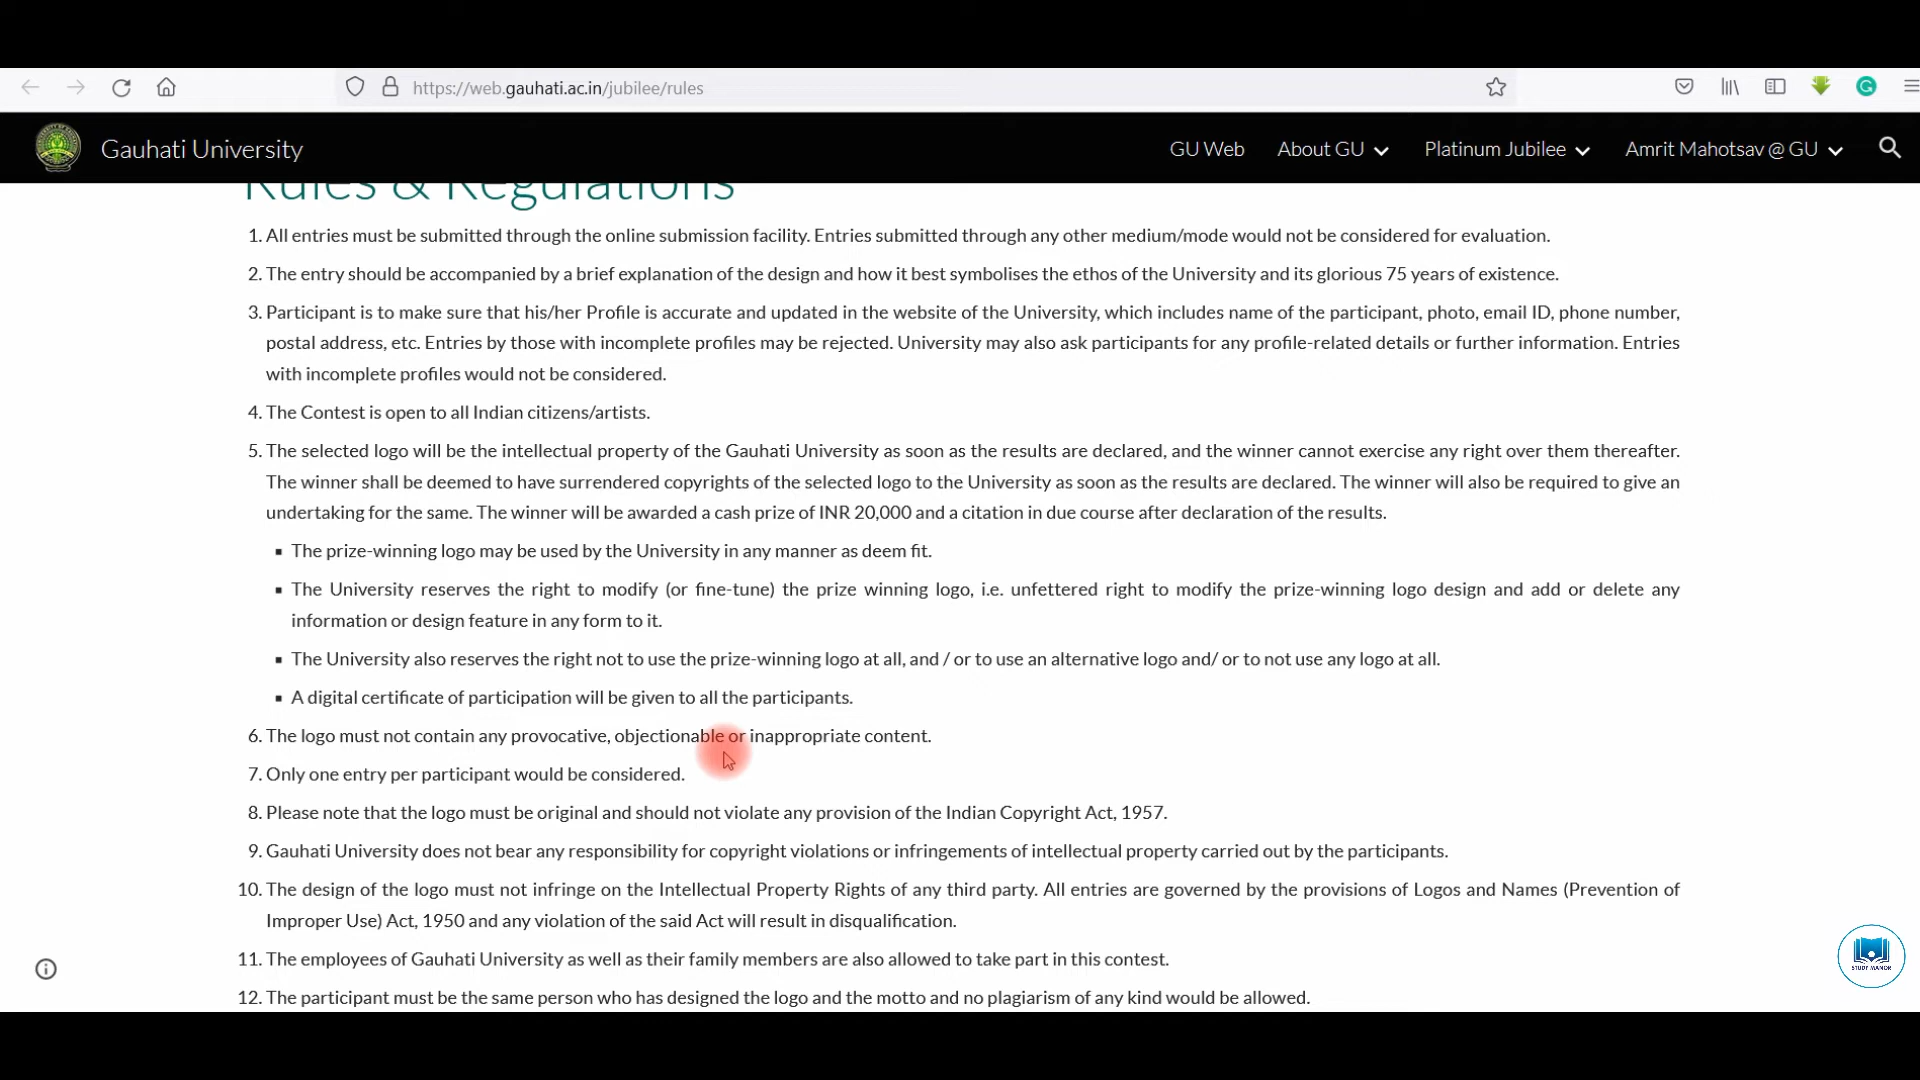 https://web.gauhati.ac.in/jubilee/rules
Gauhati University
GU Web
About GU
Platinum Jubilee
Amrit Mahotsav @ GU
Rules & Regulations
1. All entries must be submitted through the online submission facility. Entries submitted through any other medium/mode would not be considered for evaluation.
2. The entry should be accompanied by a brief explanation of the design and how it best symbolises the ethos of the University and its glorious 75 years of existence.
3. Participant is to make sure that his/her Profile is accurate and updated in the website of the University, which includes name of the participant, photo, email ID, phone number,
postal address, etc. Entries by those with incomplete profiles may be rejected. University may also ask participants for any profile-related details or further information. Entries
with incomplete profiles would not be considered.
4. The Contest is open to all Indian citizens/artists.
5. The selected logo will be the intellectual property of the Gauhati University as soon as the results are declared, and the winner cannot exercise any right over them thereafter.
The winner shall be deemed to have surrendered copyrights of the selected logo to the University as soon as the results are declared. The winner will also be required to give an
undertaking for the same. The winner will be awarded a cash prize of INR 20,000 and a citation in due course after declaration of the results.
▪ The prize-winning logo may be used by the University in any manner as deem fit.
▪ The University reserves the right to modify (or fine-tune) the prize winning logo, i.e. unfettered right to modify the prize-winning logo design and add or delete any
information or design feature in any form to it.
▪ The University also reserves the right not to use the prize-winning logo at all, and / or to use an alternative logo and/ or to not use any logo at all.
▪ A digital certificate of participation will be given to all the participants.
6. The logo must not contain any provocative, objectionable or inappropriate content.
7. Only one entry per participant would be considered.
8. Please note that the logo must be original and should not violate any provision of the Indian Copyright Act, 1957.
9. Gauhati University does not bear any responsibility for copyright violations or infringements of intellectual property carried out by the participants.
10. The design of the logo must not infringe on the Intellectual Property Rights of any third party. All entries are governed by the provisions of Logos and Names (Prevention of
Improper Use) Act, 1950 and any violation of the said Act will result in disqualification.
11. The employees of Gauhati University as well as their family members are also allowed to take part in this contest.
12. The participant must be the same person who has designed the logo and the motto and no plagiarism of any kind would be allowed.
STUDY MANOR